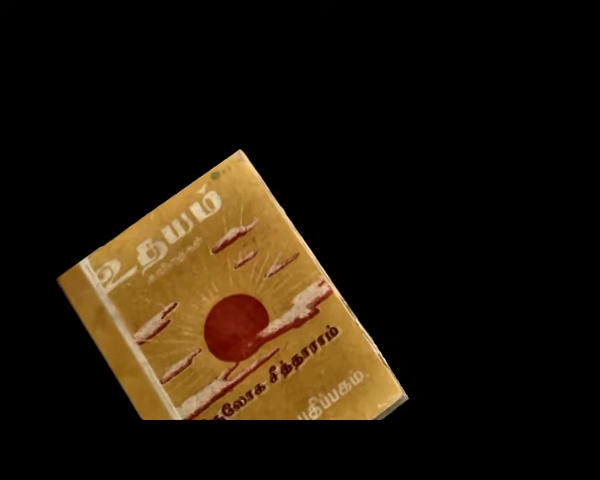 உதயம்
கவிதைகள்
லோக சீத்தாராம்
பதிப்பகம்.